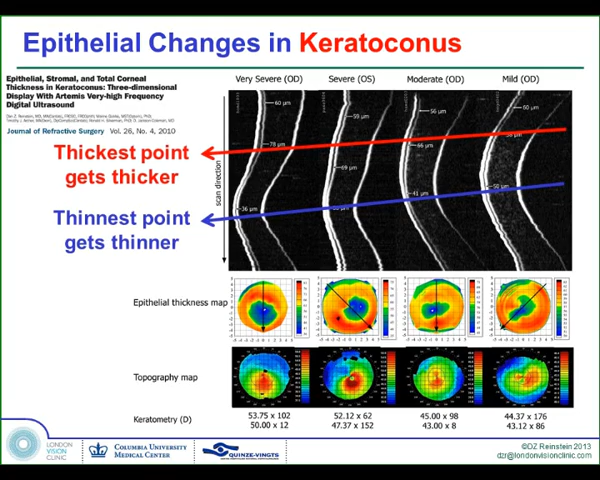 Epithelial Changes in Keratoconus
Epithelial, Stromal, and Total Corneal
Thickness in Keratoconus: Three-dimensional
Display With Artemis Very-high Frequency
Digital Ultrasound
Journal of Refractive Surgery Vol. 26, No. 4, 2010
Very Severe (OD) Severe (OS) Moderate (OD) Mild (OD)
Thickest point
gets thicker
Thinnest point
gets thinner
scan direction
60 µm
78 µm
36 µm
59 µm
69 µm
56 µm
66 µm
41 µm
60 µm
50 µm
Epithelial thickness map
Topography map
Keratometry (D)
53.75 x 102 52.12 x 62 45.00 x 98 44.37 x 176
50.00 x 12 47.37 x 152 43.00 x 8 43.12 x 86
LONDON
VISION
CLINIC
COLUMBIA UNIVERSITY
MEDICAL CENTER
QUINZE-VINGTS
©DZ Reinstein 2013
dzr@londonvisionclinic.com